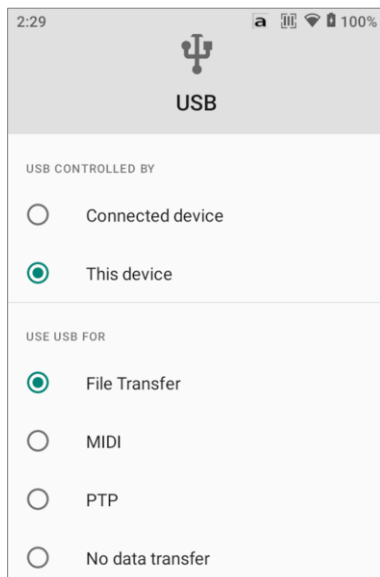 2:29 a 100%
USB
USB CONTROLLED BY
Connected device
This device
USE USB FOR
File Transfer
MIDI
PTP
No data transfer